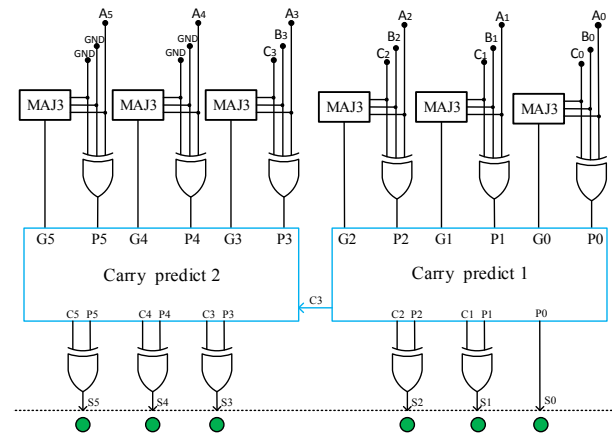 A5 A4 A3 A2 A1 A0
GND GND B3 B2 B1 B0
GND GND C3 C2 C1 C0
MAJ3 MAJ3 MAJ3 MAJ3 MAJ3 MAJ3
G5 P5 G4 P4 G3 P3 G2 P2 G1 P1 G0 P0
Carry predict 2 Carry predict 1
C3
C5 P5 C4 P4 C3 P3 C2 P2 C1 P1 P0
S5 S4 S3 S2 S1 S0